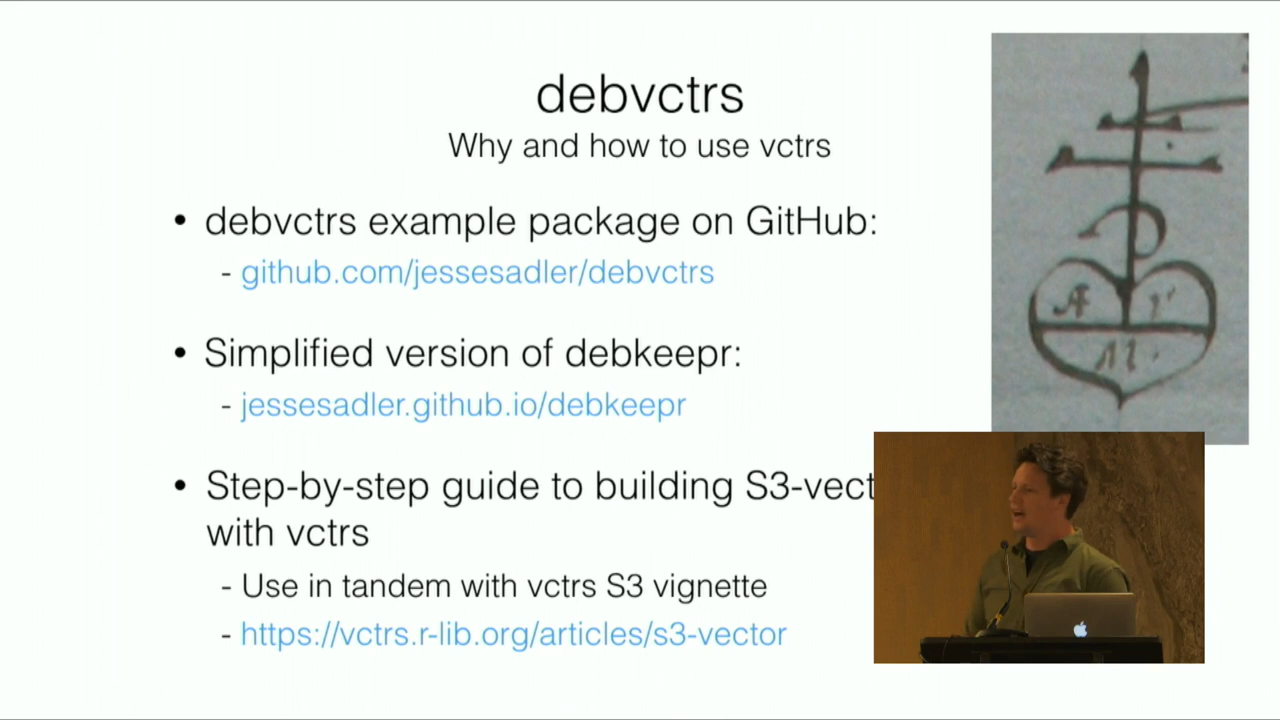 debvctrs
Why and how to use vctrs
• debvctrs example package on GitHub:
- github.com/jessesadler/debvctrs
• Simplified version of debkeepr:
- jessesadler.github.io/debkeepr
• Step-by-step guide to building S3-vect
with vctrs
- Use in tandem with vctrs S3 vignette
- https://vctrs.r-lib.org/articles/s3-vector